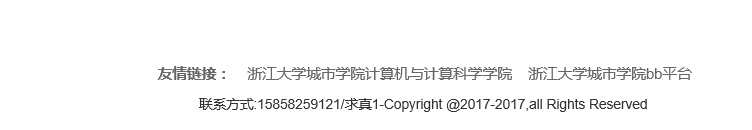 友情链接： 浙江大学城市学院计算机与计算科学学院 浙江大学城市学院bb平台
联系方式:15858259121/求真1-Copyright @2017-2017,all Rights Reserved